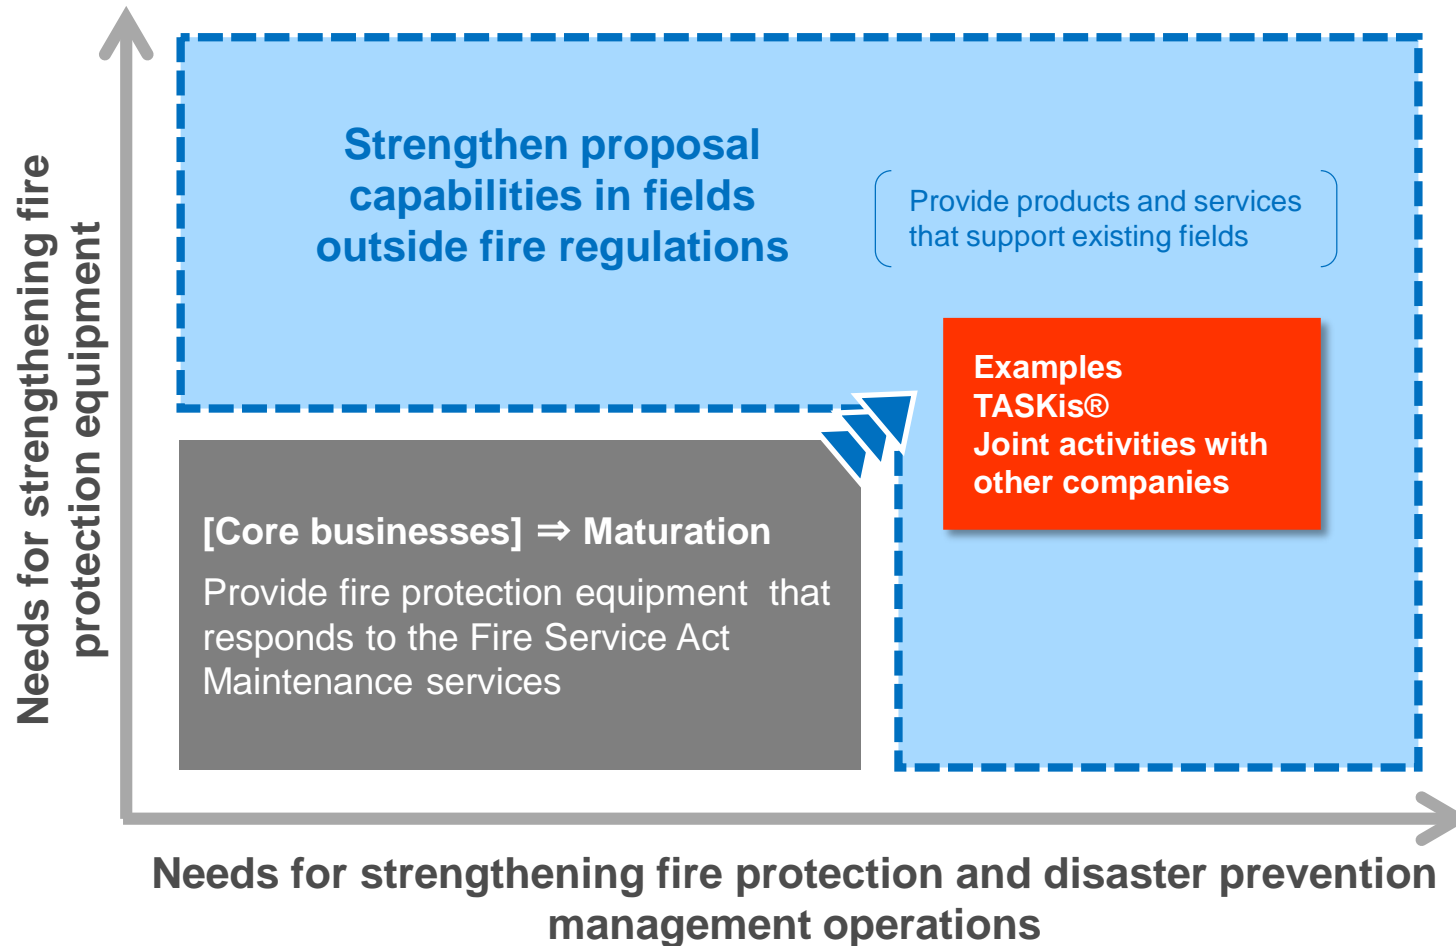 Needs for strengthening fire
protection equipment
Strengthen proposal
capabilities in fields
outside fire regulations
Provide products and services
that support existing fields
Examples
TASKis®
Joint activities with
other companies
[Core businesses] ⇒ Maturation
Provide fire protection equipment that
responds to the Fire Service Act
Maintenance services
Needs for strengthening fire protection and disaster prevention
management operations